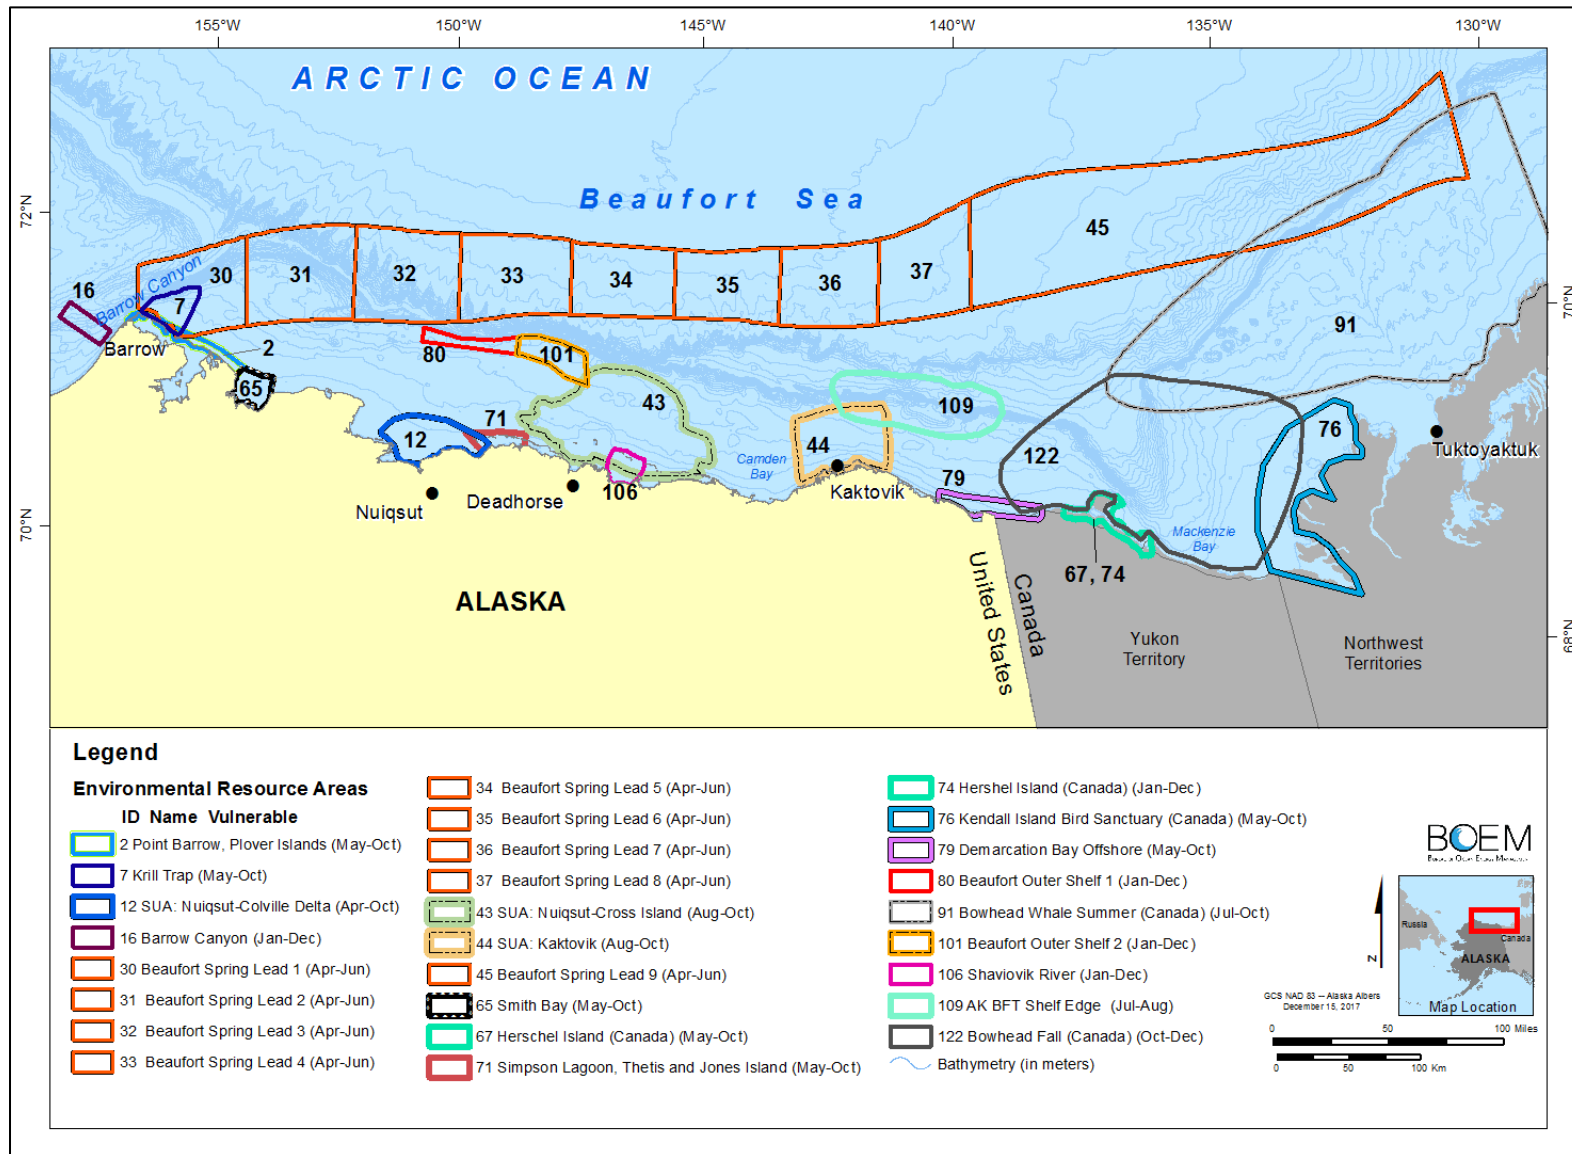 155°W 150°W 145°W 140°W 135°W 130°W
ARCTIC OCEAN
Beaufort Sea
72°N
70°N
70°N
68°N
Barrow Canyon
16
7
30
31
32
33
34
35
36
37
45
91
2
Barrow
65
80
101
43
71
12
106
44
109
122
76
79
67, 74
Camden
Bay
Kaktovik
Nuiqsut
Deadhorse
Mackenzie
Bay
Tuktoyaktuk
ALASKA
United States
Canada
Yukon
Territory
Northwest
Territories
Legend
Environmental Resource Areas
ID Name Vulnerable
2 Point Barrow, Plover Islands (May-Oct)
7 Krill Trap (May-Oct)
12 SUA: Nuiqsut-Colville Delta (Apr-Oct)
16 Barrow Canyon (Jan-Dec)
30 Beaufort Spring Lead 1 (Apr-Jun)
31 Beaufort Spring Lead 2 (Apr-Jun)
32 Beaufort Spring Lead 3 (Apr-Jun)
33 Beaufort Spring Lead 4 (Apr-Jun)
34 Beaufort Spring Lead 5 (Apr-Jun)
35 Beaufort Spring Lead 6 (Apr-Jun)
36 Beaufort Spring Lead 7 (Apr-Jun)
37 Beaufort Spring Lead 8 (Apr-Jun)
43 SUA: Nuiqsut-Cross Island (Aug-Oct)
44 SUA: Kaktovik (Aug-Oct)
45 Beaufort Spring Lead 9 (Apr-Jun)
65 Smith Bay (May-Oct)
67 Herschel Island (Canada) (May-Oct)
71 Simpson Lagoon, Thetis and Jones Island (May-Oct)
74 Hershel Island (Canada) (Jan-Dec)
76 Kendall Island Bird Sanctuary (Canada) (May-Oct)
79 Demarcation Bay Offshore (May-Oct)
80 Beaufort Outer Shelf 1 (Jan-Dec)
91 Bowhead Whale Summer (Canada) (Jul-Oct)
101 Beaufort Outer Shelf 2 (Jan-Dec)
106 Shaviovik River (Jan-Dec)
109 AK BFT Shelf Edge (Jul-Aug)
122 Bowhead Fall (Canada) (Oct-Dec)
Bathymetry (in meters)
BOEM
Bureau of Ocean Energy Management
N
Russia
Canada
ALASKA
Map Location
GCS NAD 83 – Alaska Albers
December 15, 2017
0 50 100 Miles
0 50 100 Km